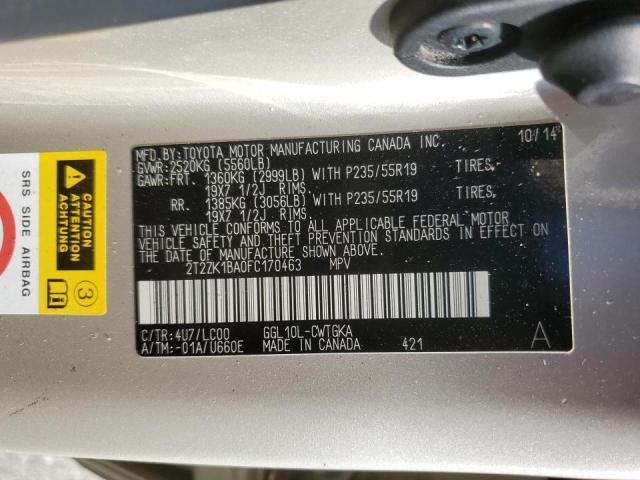 MFD.BY:TOYOTA MOTOR MANUFACTURING CANADA INC. 10/14
GVWR:2520KG (5560LB)
GAWR:FRT. 1360KG (2999LB) WITH P235/55R19 TIRES,
19X7 1/2J RIMS.
RR. 1385KG (3056LB) WITH P235/55R19 TIRES,
19X7 1/2J RIMS.
THIS VEHICLE CONFORMS TO ALL APPLICABLE FEDERAL MOTOR
VEHICLE SAFETY AND THEFT PREVENTION STANDARDS IN EFFECT ON
THE DATE OF MANUFACTURE SHOWN ABOVE.
2T2ZK1BA0FC170463 MPV
C/TR:4U7/LC00 GGL10L-CWTGKA
A/TM:-01A/U660E MADE IN CANADA 421 A
SRS SIDE AIRBAG
CAUTION
ATTENTION
ACHTUNG
3